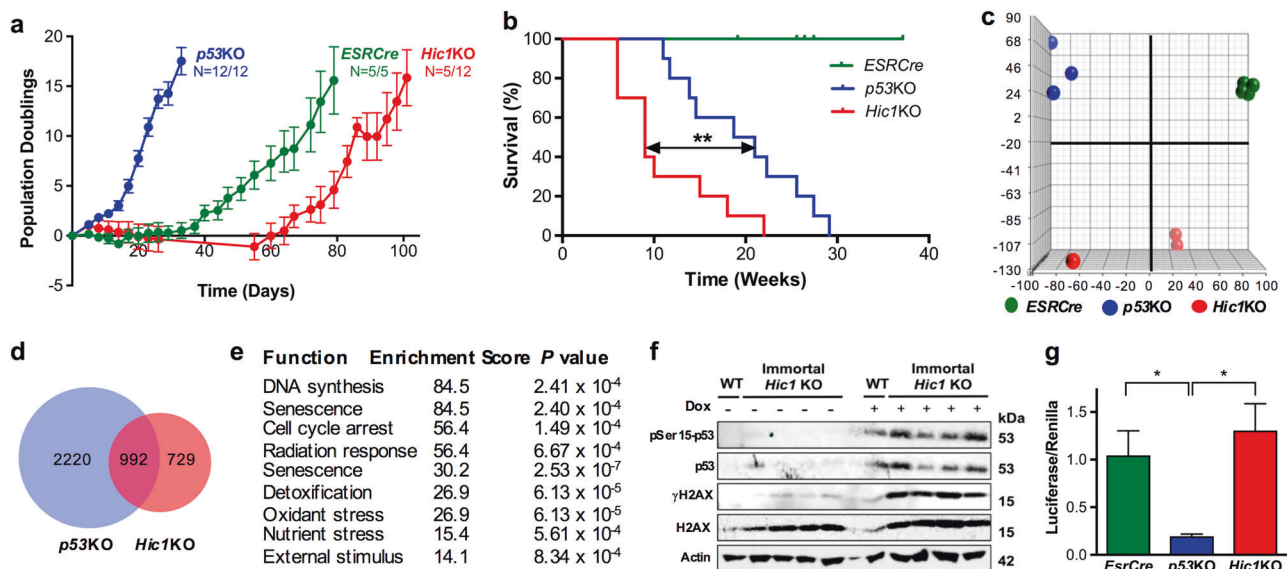 a
p53KO
N=12/12
ESRCre
N=5/5
Hic1KO
N=5/12
Population Doublings
20
15
10
5
0
-5
20 40 60 80 100
Time (Days)
b
Survival (%)
100
80
60
40
20
0
ESRCre
p53KO
Hic1KO
**
0 10 20 30 40
Time (Weeks)
c
90
68
46
24
2
-20
-41
-63
-85
-107
-130
-100 -80 -60 -40 -20 0 20 40 60 80 100
ESRCre p53KO Hic1KO
d
2220 992 729
p53KO Hic1KO
e
Function Enrichment Score P value
DNA synthesis 84.5 2.41 x 10⁻⁴
Senescence 84.5 2.40 x 10⁻⁴
Cell cycle arrest 56.4 1.49 x 10⁻⁴
Radiation response 56.4 6.67 x 10⁻⁴
Senescence 30.2 2.53 x 10⁻⁷
Detoxification 26.9 6.13 x 10⁻⁵
Oxidant stress 26.9 6.13 x 10⁻⁵
Nutrient stress 15.4 5.61 x 10⁻⁴
External stimulus 14.1 8.34 x 10⁻⁴
f
Immortal Immortal
WT Hic1 KO WT Hic1 KO
Dox - - - - - + + + + + kDa
pSer15-p53 53
p53 53
γH2AX 15
H2AX 15
Actin 42
g
Luciferase/Renilla
1.5
1.0
0.5
0.0
* *
EsrCre p53KO Hic1KO